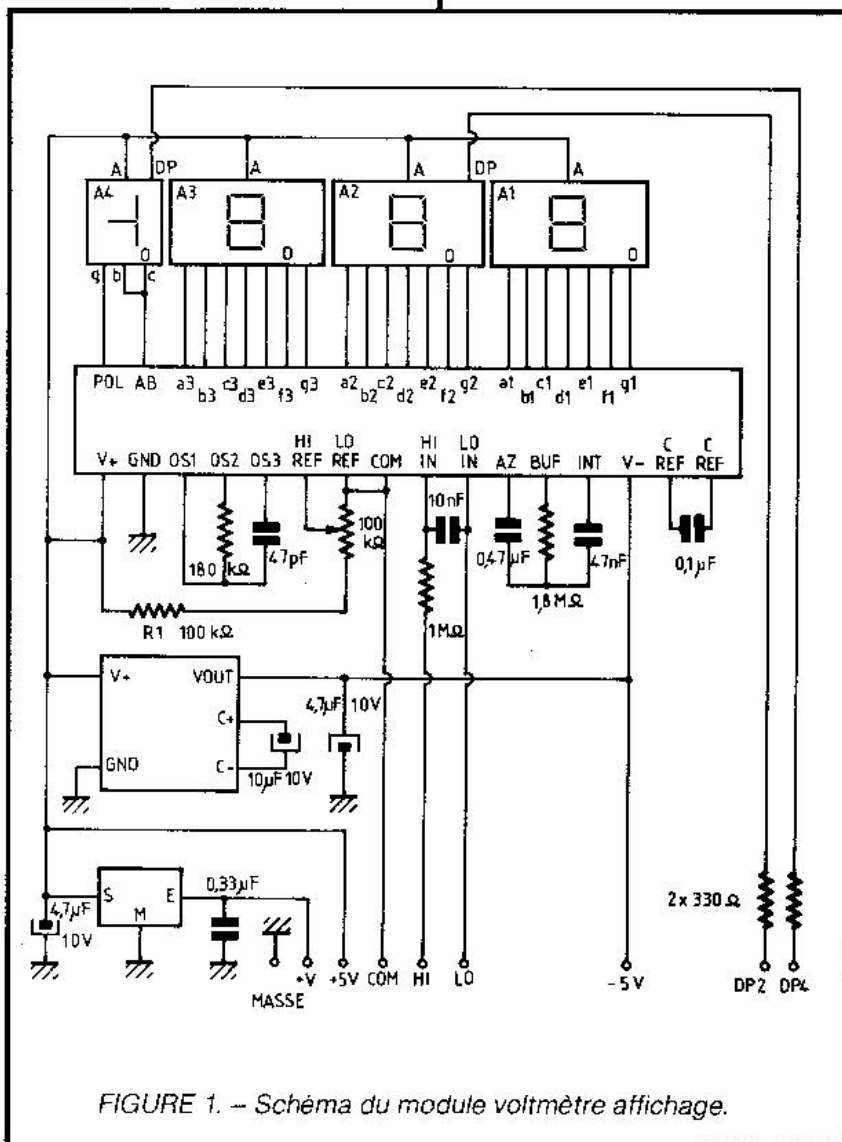 A DP A A DP A
A4 A3 A2 A1
g b c
POL AB a3 b3 c3 d3 e3 f3 g3 a2 b2 c2 d2 e2 f2 g2 a1 b1 c1 d1 e1 f1 g1
V+ GND OS1 OS2 OS3 HI REF LO REF COM HI IN LO IN AZ BUF INT V- C REF C REF
10nF
180 kΩ 47pF 100 kΩ 0,47µF 47nF 0,1µF
1MΩ 1,8MΩ
R1 100 kΩ
V+ VOUT 4,7µF 10V
C+
GND C-
10µF 10V
4,7µF S E 0,33µF
M
10V
2 x 330 Ω
MASSE +V +5V COM HI LO -5V DP2 DP4
FIGURE 1. – Schéma du module voltmètre affichage.